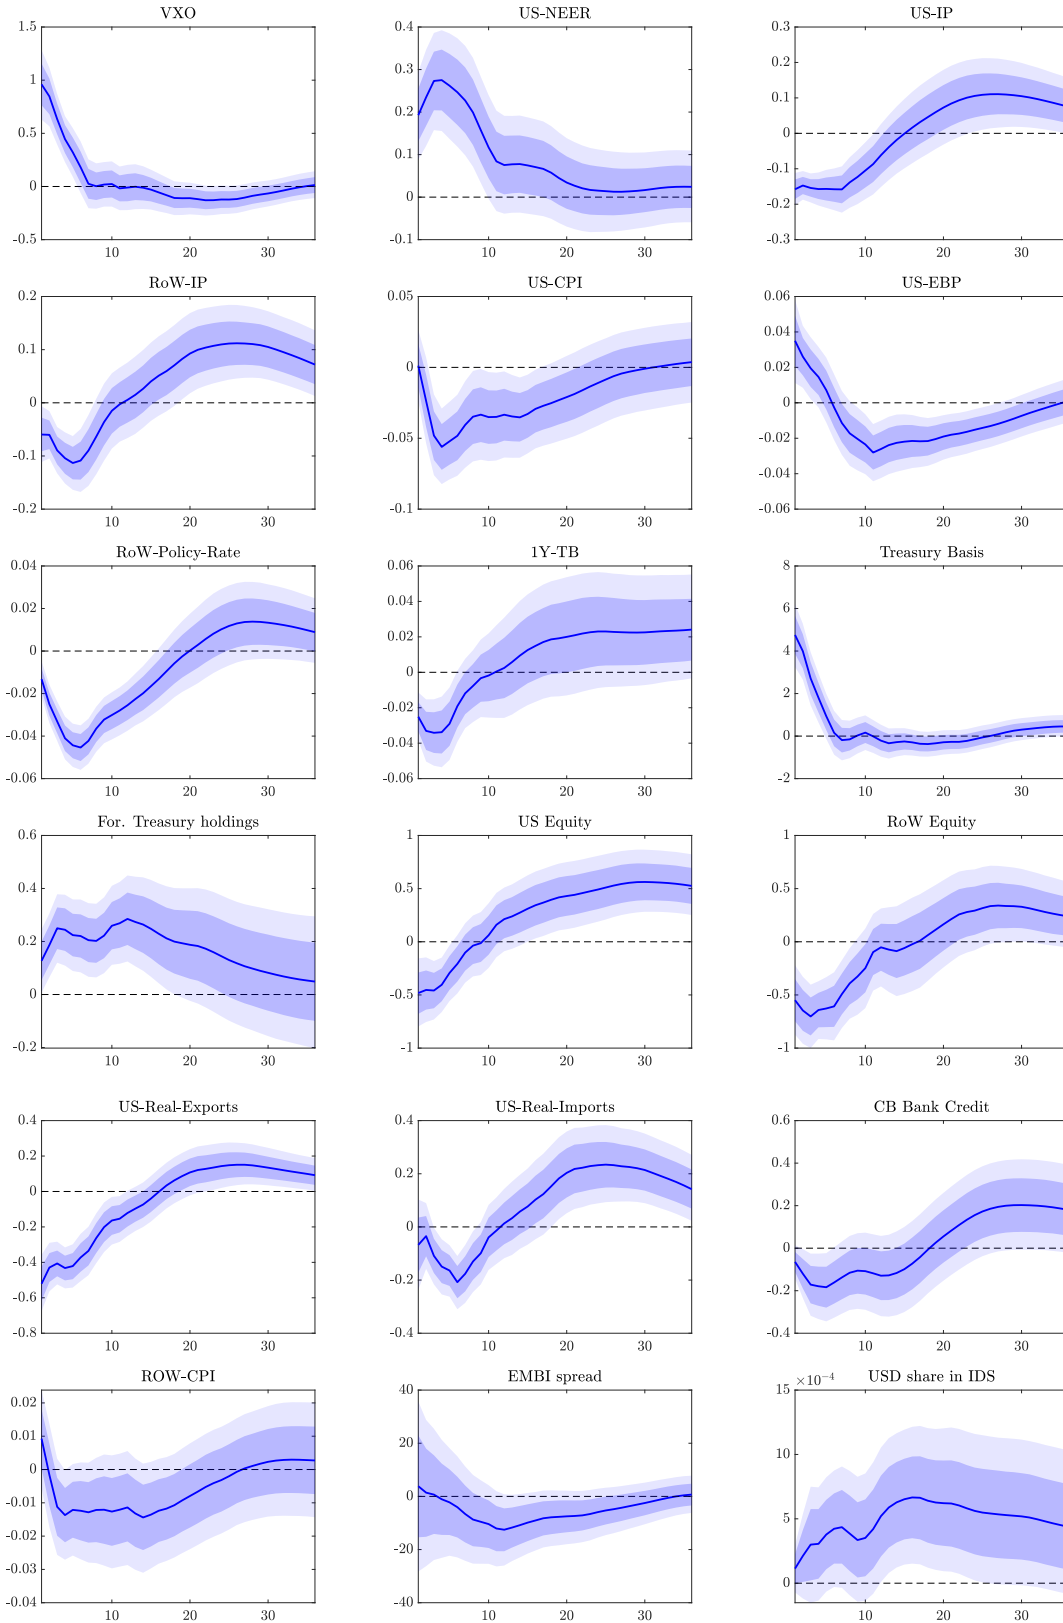 VXO
1.5
1
0.5
0
-0.5
10 20 30
US-NEER
0.4
0.3
0.2
0.1
0
-0.1
10 20 30
US-IP
0.3
0.2
0.1
0
-0.1
-0.2
-0.3
10 20 30
RoW-IP
0.2
0.1
0
-0.1
-0.2
10 20 30
US-CPI
0.05
0
-0.05
-0.1
10 20 30
US-EBP
0.06
0.04
0.02
0
-0.02
-0.04
-0.06
10 20 30
RoW-Policy-Rate
0.04
0.02
0
-0.02
-0.04
-0.06
10 20 30
1Y-TB
0.06
0.04
0.02
0
-0.02
-0.04
-0.06
10 20 30
Treasury Basis
8
6
4
2
0
-2
10 20 30
For. Treasury holdings
0.6
0.4
0.2
0
-0.2
10 20 30
US Equity
1
0.5
0
-0.5
-1
10 20 30
RoW Equity
1
0.5
0
-0.5
-1
10 20 30
US-Real-Exports
0.4
0.2
0
-0.2
-0.4
-0.6
-0.8
10 20 30
US-Real-Imports
0.4
0.2
0
-0.2
-0.4
10 20 30
CB Bank Credit
0.6
0.4
0.2
0
-0.2
-0.4
10 20 30
ROW-CPI
0.02
0.01
0
-0.01
-0.02
-0.03
-0.04
10 20 30
EMBI spread
40
20
0
-20
-40
10 20 30
USD share in IDS
×10⁻⁴
15
10
5
0
10 20 30